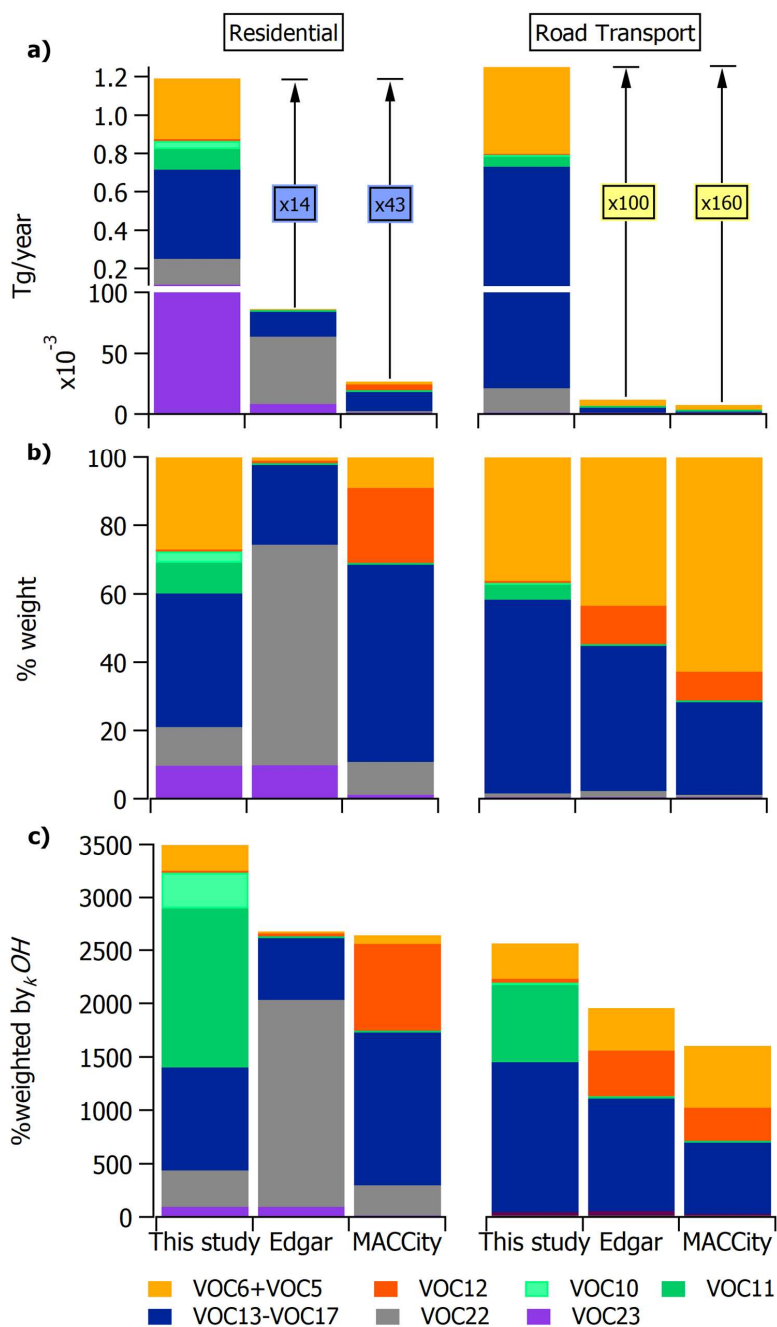 Residential
Road Transport
a)
1.2
1.0
0.8
0.6
0.4
0.2
100
50
0
Tg/year
x10-3
x14
x43
x100
x160
b)
100
80
60
40
20
0
% weight
c)
3500
3000
2500
2000
1500
1000
500
0
%weighted by kOH
This study Edgar MACCity
This study Edgar MACCity
VOC6+VOC5 VOC12 VOC10 VOC11
VOC13-VOC17 VOC22 VOC23